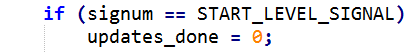 if (signum == START_LEVEL_SIGNAL)
    updates_done = 0;